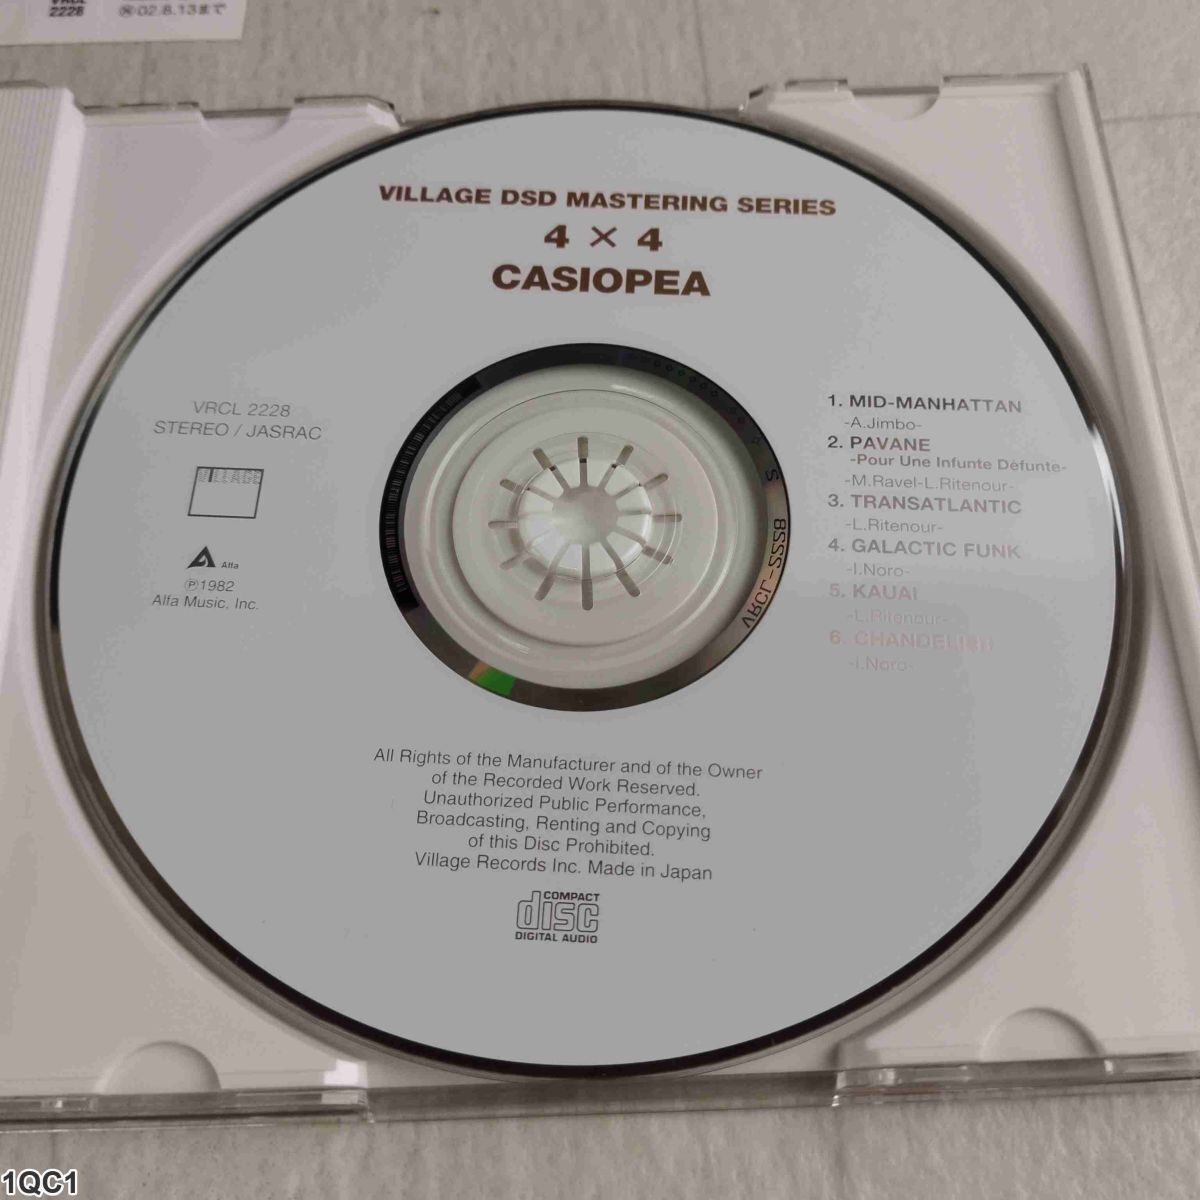 2228
㊡02.8.13まで
VILLAGE DSD MASTERING SERIES
4 × 4
CASIOPEA
VRCL 2228
STEREO / JASRAC
VILLAGE
Alfa
℗1982
Alfa Music, Inc.
1. MID-MANHATTAN
-A.Jimbo-
2. PAVANE
-Pour Une Infunte Défunte-
-M.Ravel-L.Ritenour-
3. TRANSATLANTIC
-L.Ritenour-
4. GALACTIC FUNK
-I.Noro-
5. KAUAI
-L.Ritenour-
6.
-I.Noro-
VRCL-2228
All Rights of the Manufacturer and of the Owner
of the Recorded Work Reserved.
Unauthorized Public Performance,
Broadcasting, Renting and Copying
of this Disc Prohibited.
Village Records Inc. Made in Japan
COMPACT
disc
DIGITAL AUDIO
1QC1